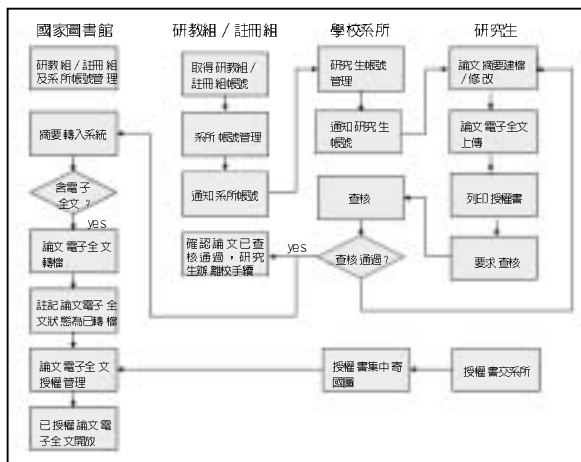 國家圖書館
研教組/註冊組
學校系所
研究生
研教組/註冊組
及系所帳號管理
取得研教組/
註冊組帳號
研究生帳號
管理
論文摘要建檔
/修改
摘要轉入系統
系所帳號管理
通知研究生
帳號
論文電子全文
上傳
含電子
全文?
通知系所帳號
查核
列印授權書
yes
論文電子全文
轉檔
確認論文已查
核通過,研究
生辦離校手續
yes
查核通過?
要求查核
註記論文電子全
文狀態為已轉檔
論文電子全文
授權管理
授權書集中寄
國圖
授權書交系所
已授權論文電
子全文開放